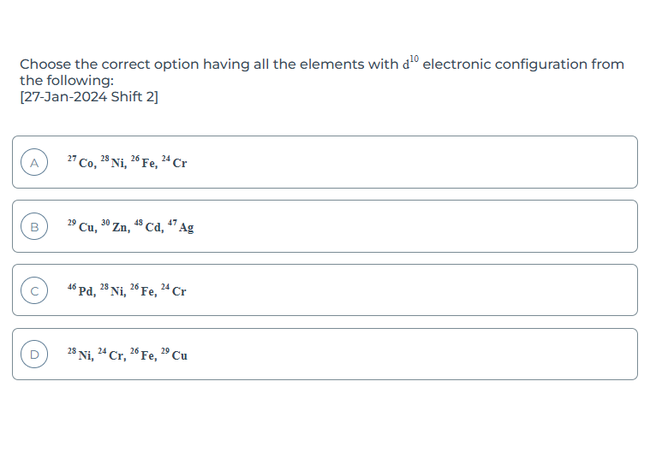 Choose the correct option having all the elements with d¹⁰ electronic configuration from
the following:
[27-Jan-2024 Shift 2]
A ²⁷ Co, ²⁸ Ni, ²⁶ Fe, ²⁴ Cr
B ²⁹ Cu, ³⁰ Zn, ⁴⁸ Cd, ⁴⁷ Ag
C ⁴⁶ Pd, ²⁸ Ni, ²⁶ Fe, ²⁴ Cr
D ²⁸ Ni, ²⁴ Cr, ²⁶ Fe, ²⁹ Cu